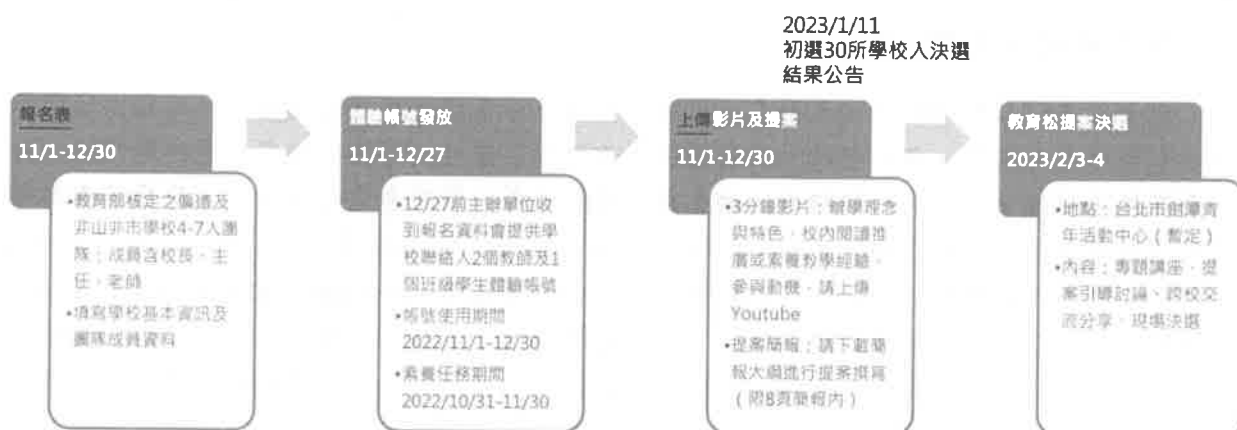 2023/1/11
初選30所學校入決選
結果公告
報名表
11/1-12/30
•教育部核定之偏遠及
非山非市學校4-7人團
隊；成員含校長、主
任、老師
•填寫學校基本資訊及
團隊成員資料
體驗帳號發放
11/1-12/27
•12/27前主辦單位收
到報名資料會提供學
校聯絡人2個教師及1
個班級學生體驗帳號
•帳號使用期間
2022/11/1-12/30
•素養任務期間
2022/10/31-11/30
上傳影片及提案
11/1-12/30
•3分鐘影片：辦學理念
與特色、校內閱讀推
廣或素養教學經驗、
參與動機，請上傳
Youtube
•提案簡報：請下載簡
報大綱進行提案撰寫
（限8頁簡報內）
教育松提案決選
2023/2/3-4
•地點：台北市劍潭青
年活動中心（暫定）
•內容：專題講座、提
案引導討論、跨校交
流分享、現場決選